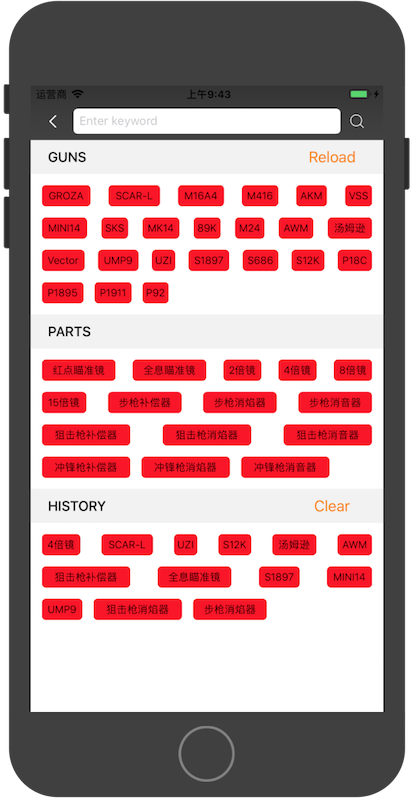 运营商 上午9:43
Enter keyword
GUNS Reload
GROZA SCAR-L M16A4 M416 AKM VSS
MINI14 SKS MK14 89K M24 AWM 汤姆逊
Vector UMP9 UZI S1897 S686 S12K P18C
P1895 P1911 P92
PARTS
红点瞄准镜 全息瞄准镜 2倍镜 4倍镜 8倍镜
15倍镜 步枪补偿器 步枪消焰器 步枪消音器
狙击枪补偿器 狙击枪消焰器 狙击枪消音器
冲锋枪补偿器 冲锋枪消焰器 冲锋枪消音器
HISTORY Clear
4倍镜 SCAR-L UZI S12K 汤姆逊 AWM
狙击枪补偿器 全息瞄准镜 S1897 MINI14
UMP9 狙击枪消焰器 步枪消焰器